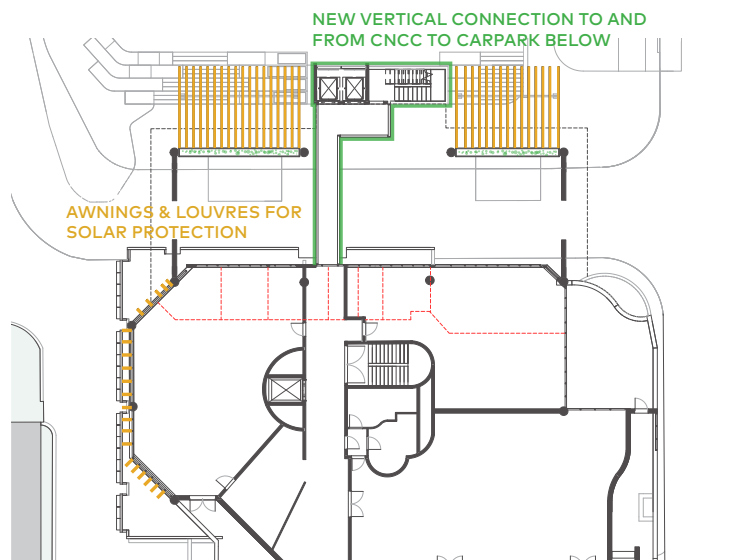 NEW VERTICAL CONNECTION TO AND
FROM CNCC TO CARPARK BELOW
AWNINGS & LOUVRES FOR
SOLAR PROTECTION